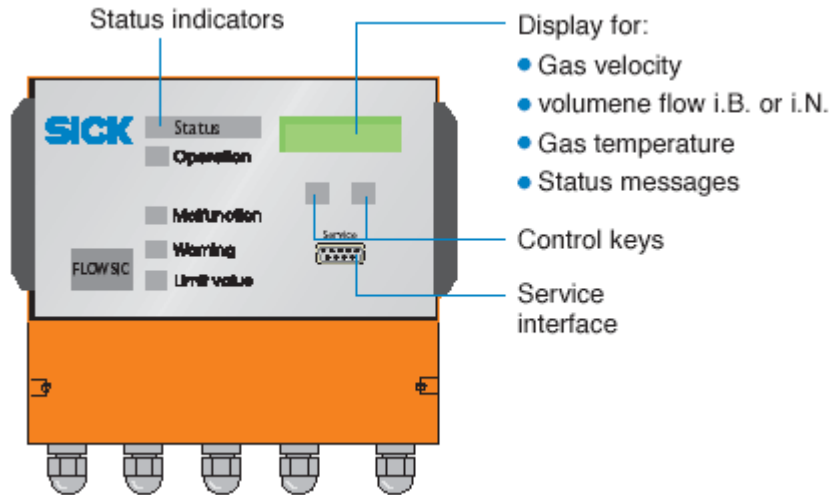 Status indicators
Display for:
• Gas velocity
• volumene flow i.B. or i.N.
• Gas temperature
• Status messages
Control keys
Service
interface
SICK
Status
Operation
Malfunction
Warning
Limit value
FLOWSIC
Service